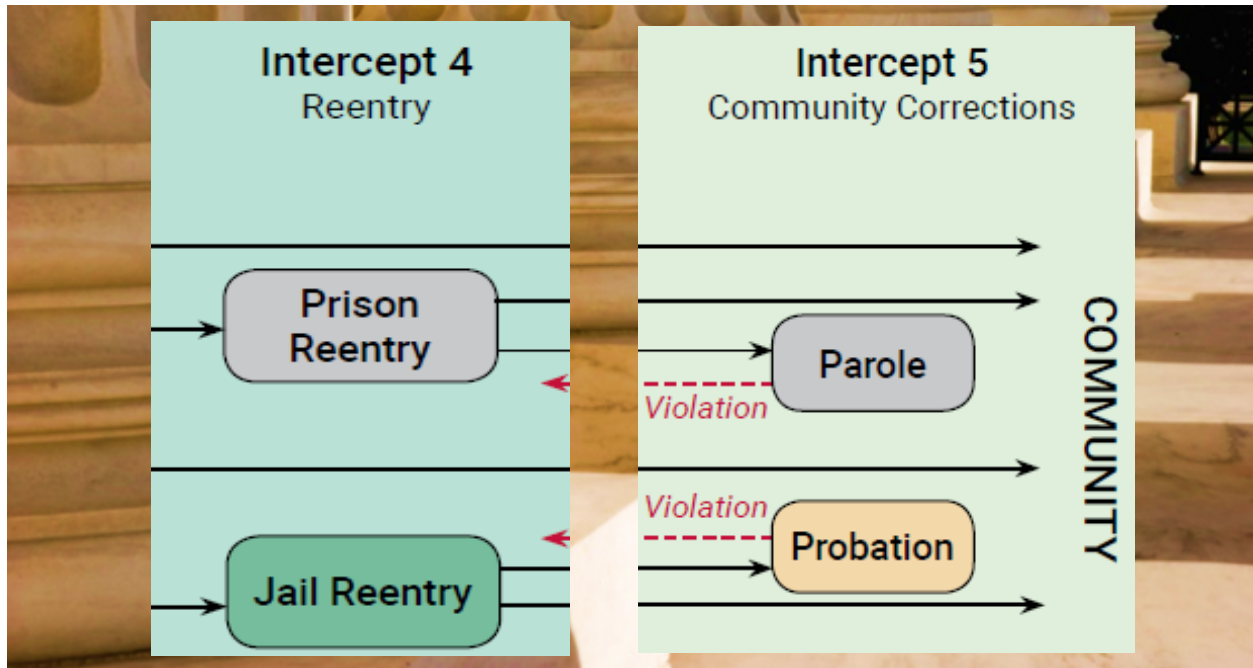 Intercept 4
Reentry
Prison
Reentry
Jail Reentry
Intercept 5
Community Corrections
Parole
Violation
Violation
Probation
COMMUNITY